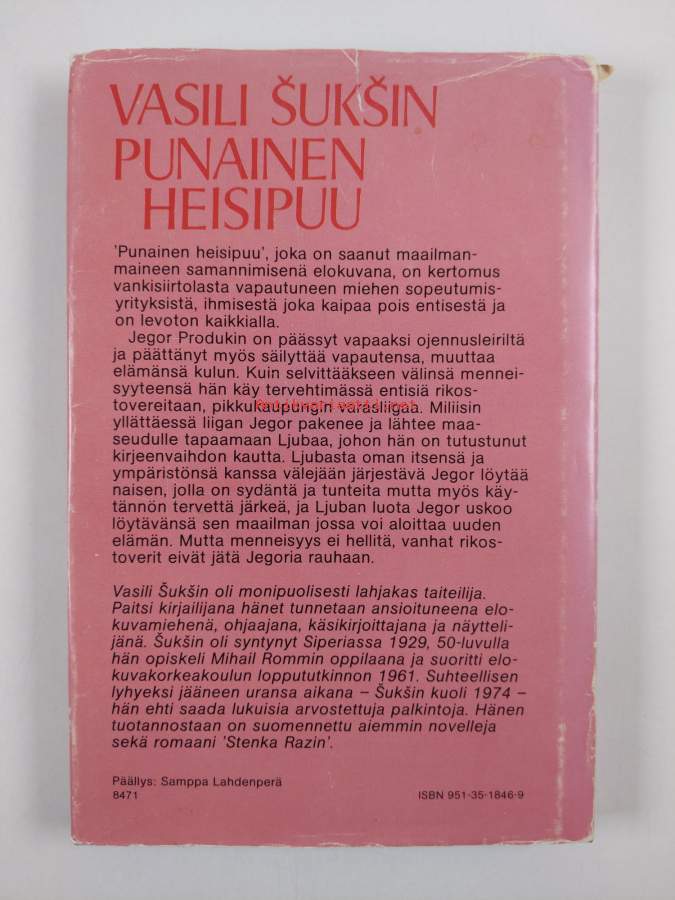 VASILI ŠUKŠIN
PUNAINEN
HEISIPUU
'Punainen heisipuu', joka on saanut maailman-
maineen samannimisenä elokuvana, on kertomus
vankisiirtolasta vapautuneen miehen sopeutumis-
yrityksistä, ihmisestä joka kaipaa pois entisestä ja
on levoton kaikkialla.
Jegor Produkin on päässyt vapaaksi ojennusleiriltä
ja päättänyt myös säilyttää vapautensa, muuttaa
elämänsä kulun. Kuin selvittääkseen välinsä mennei-
syyteensä hän käy tervehtimässä entisiä rikos-
tovereitaan, pikkukaupungin varasliigaa. Miliisin
Antikvariaatti.net
yllättäessä liigan Jegor pakenee ja lähtee maa-
seudulle tapaamaan Ljubaa, johon hän on tutustunut
kirjeenvaihdon kautta. Ljubasta oman itsensä ja
ympäristönsä kanssa välejään järjestävä Jegor löytää
naisen, jolla on sydäntä ja tunteita mutta myös käy-
tännön tervettä järkeä, ja Ljuban luota Jegor uskoo
löytävänsä sen maailman jossa voi aloittaa uuden
elämän. Mutta menneisyys ei hellitä, vanhat rikos-
toverit eivät jätä Jegoria rauhaan.
Vasili Šukšin oli monipuolisesti lahjakas taiteilija.
Paitsi kirjailijana hänet tunnetaan ansioituneena elo-
kuvamiehenä, ohjaajana, käsikirjoittajana ja näytteli-
jänä. Šukšin oli syntynyt Siperiassa 1929, 50-luvulla
hän opiskeli Mihail Rommin oppilaana ja suoritti elo-
kuvakorkeakoulun loppututkinnon 1961. Suhteellisen
lyhyeksi jääneen uransa aikana – Šukšin kuoli 1974 –
hän ehti saada lukuisia arvostettuja palkintoja. Hänen
tuotannostaan on suomennettu aiemmin novelleja
sekä romaani 'Stenka Razin'.
Päällys: Samppa Lahdenperä
8471
ISBN 951-35-1846-9